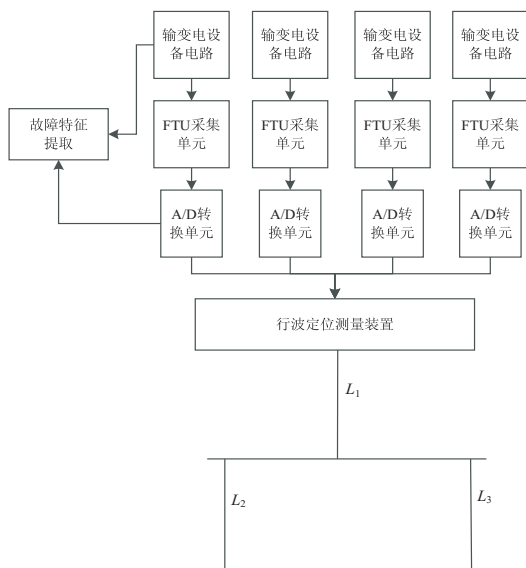 输变电设
备电路
输变电设
备电路
输变电设
备电路
输变电设
备电路
故障特征
提取
FTU采集
单元
FTU采集
单元
FTU采集
单元
FTU采集
单元
A/D转
换单元
A/D转
换单元
A/D转
换单元
A/D转
换单元
行波定位测量装置
L1
L2
L3